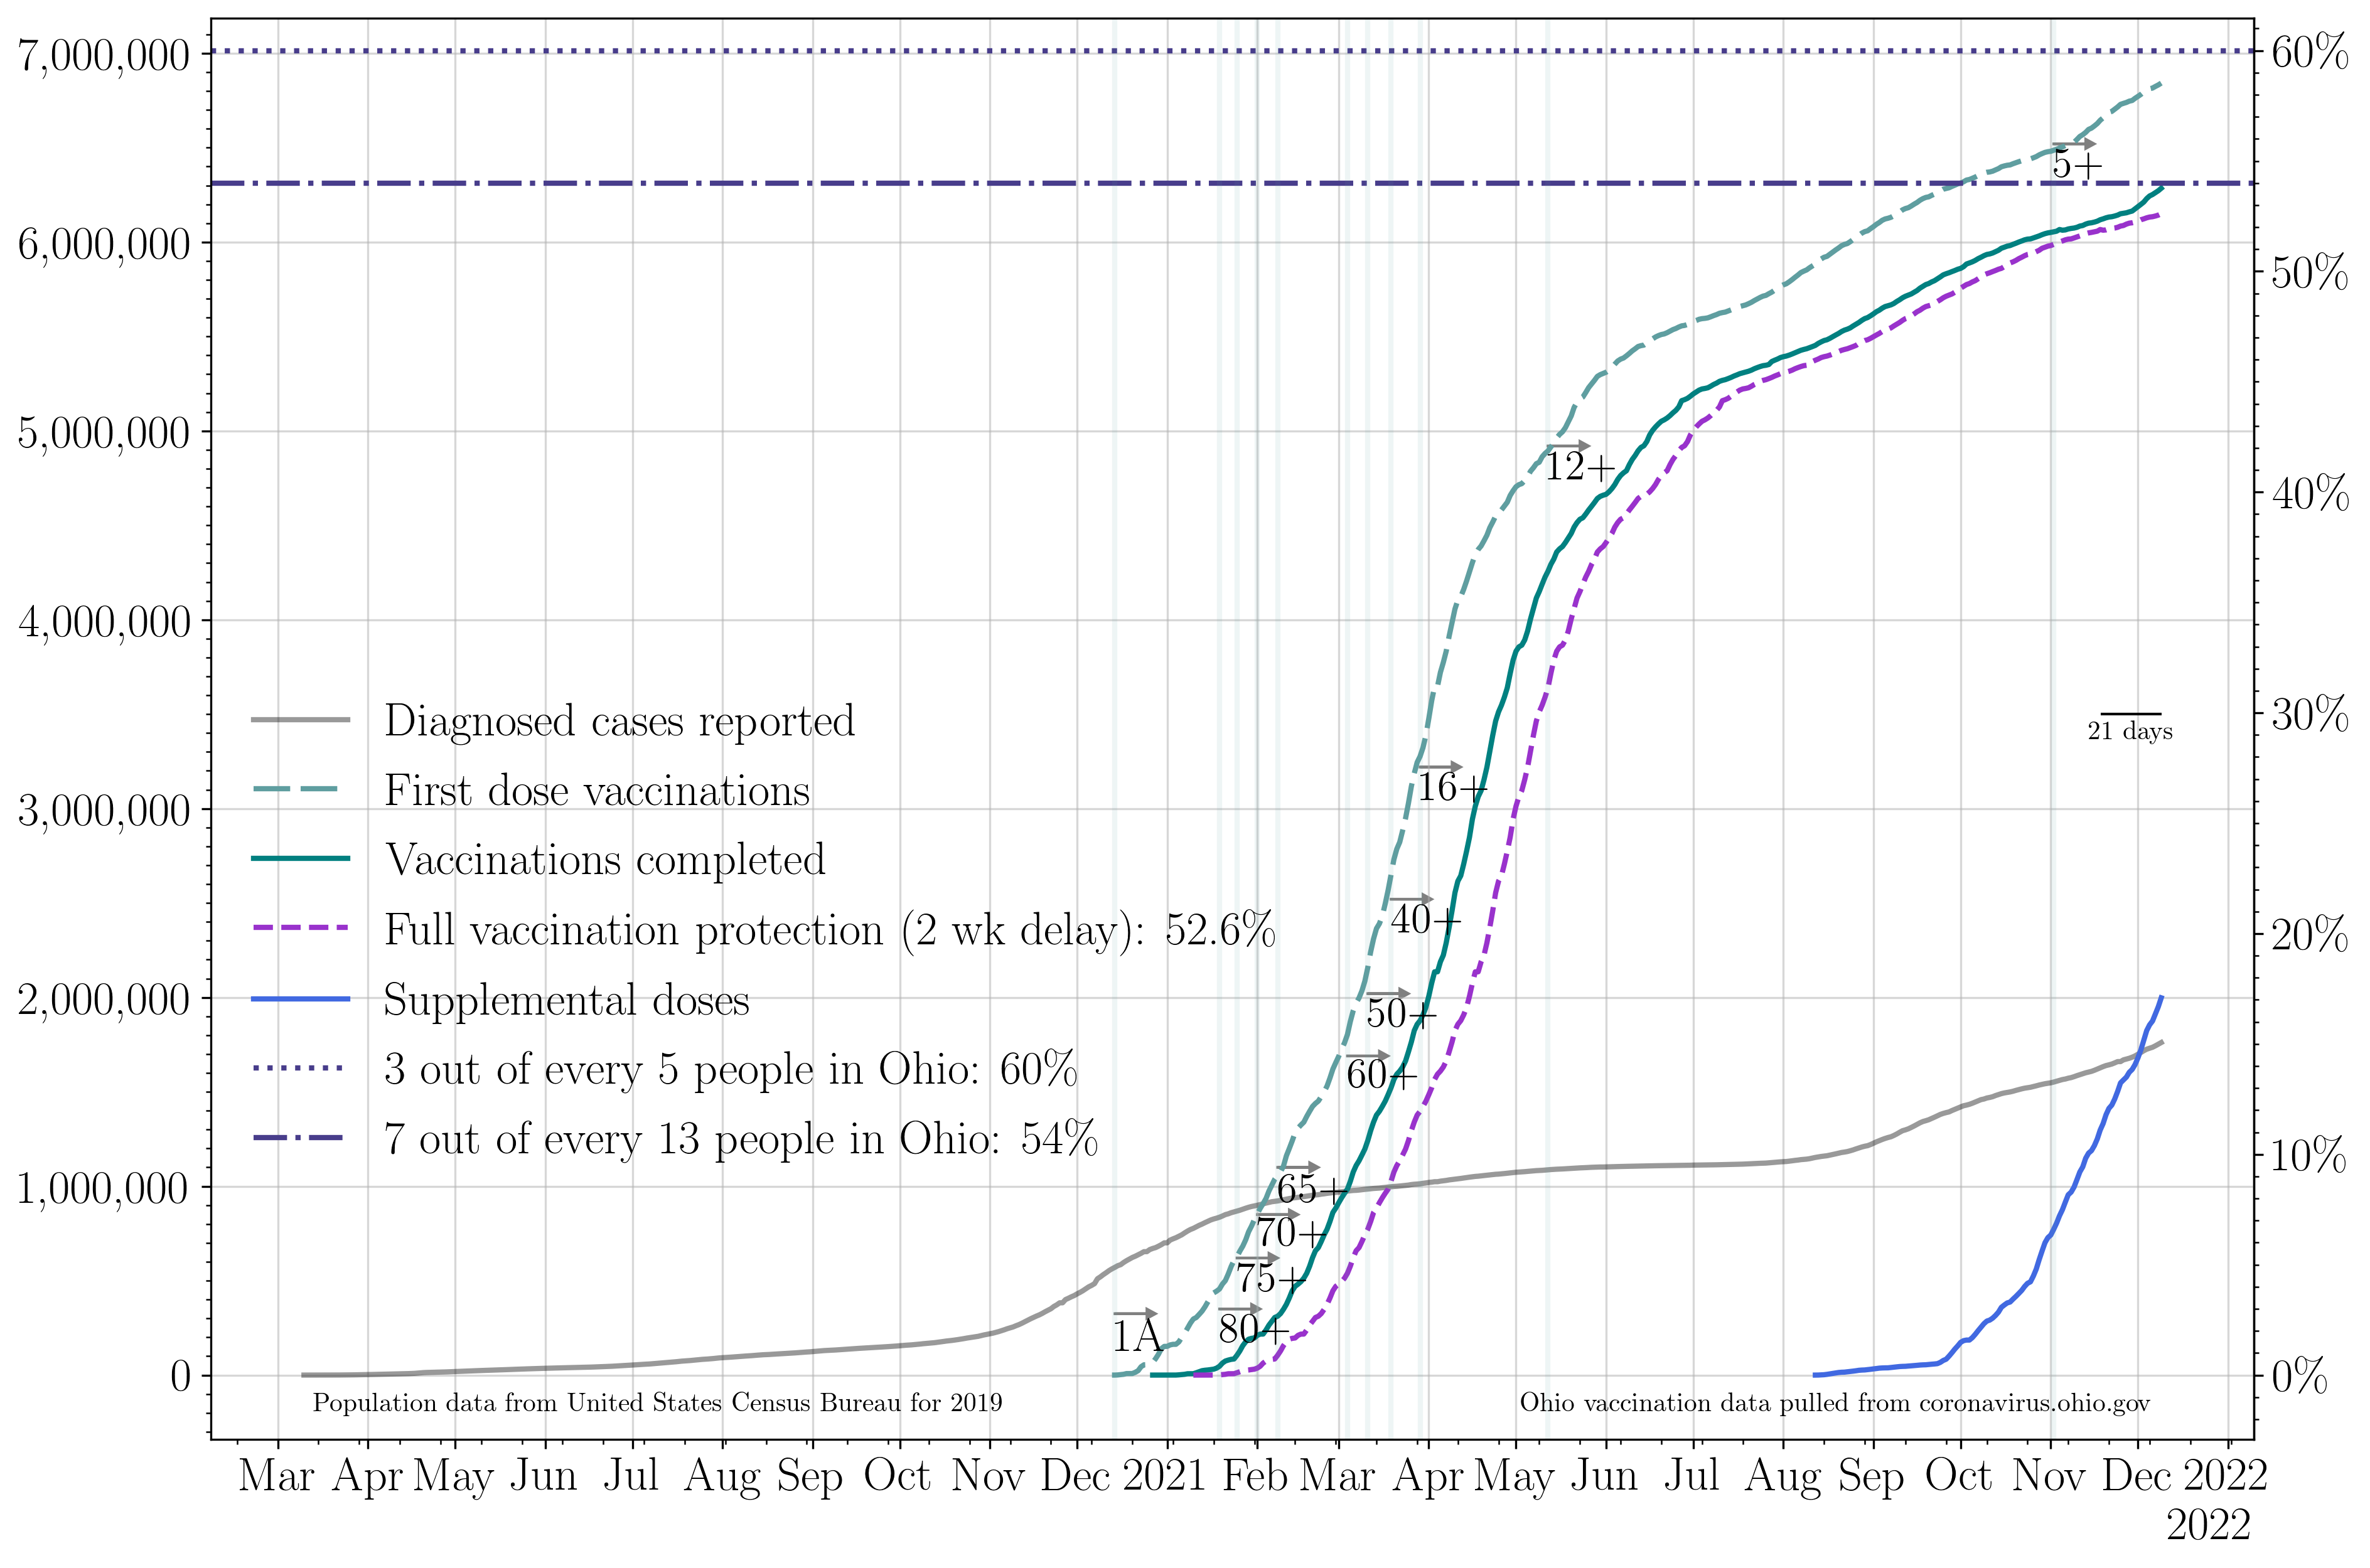 7,000,000
6,000,000
5,000,000
4,000,000
3,000,000
2,000,000
1,000,000
0
60%
50%
40%
30%
20%
10%
0%
5+
12+
16+
40+
50+
60+
65+
70+
75+
80+
1A
21 days
Diagnosed cases reported
First dose vaccinations
Vaccinations completed
Full vaccination protection (2 wk delay): 52.6%
Supplemental doses
3 out of every 5 people in Ohio: 60%
7 out of every 13 people in Ohio: 54%
Population data from United States Census Bureau for 2019
Ohio vaccination data pulled from coronavirus.ohio.gov
Mar Apr May Jun Jul Aug Sep Oct Nov Dec 2021 Feb Mar Apr May Jun Jul Aug Sep Oct Nov Dec 2022
2022